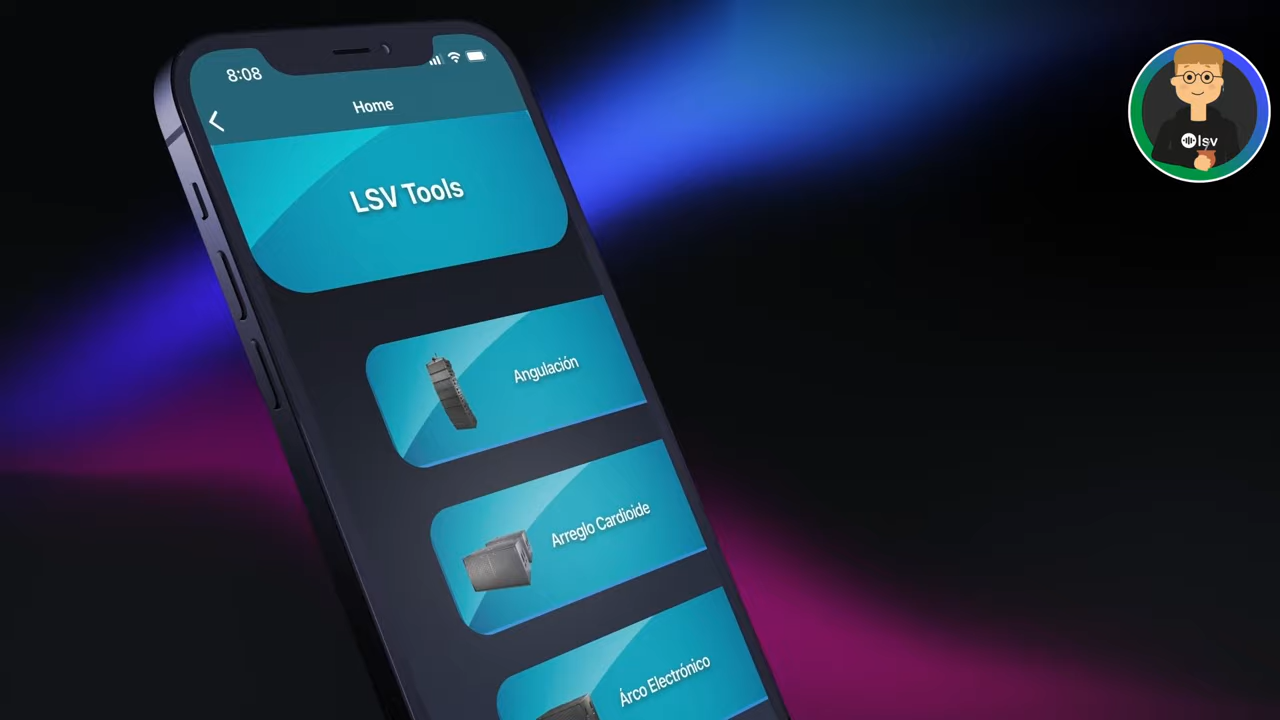 8:08
Home
LSV Tools
Angulación
Arreglo Cardioide
Árco Electrónico
lsv